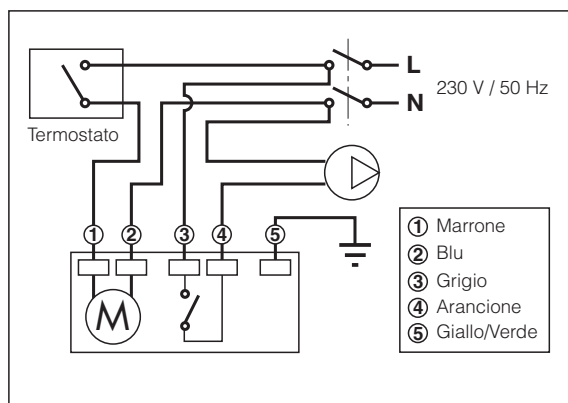 L
N
230 V / 50 Hz
Termostato
1 2 3 4 5
M
1 Marrone
2 Blu
3 Grigio
4 Arancione
5 Giallo/Verde